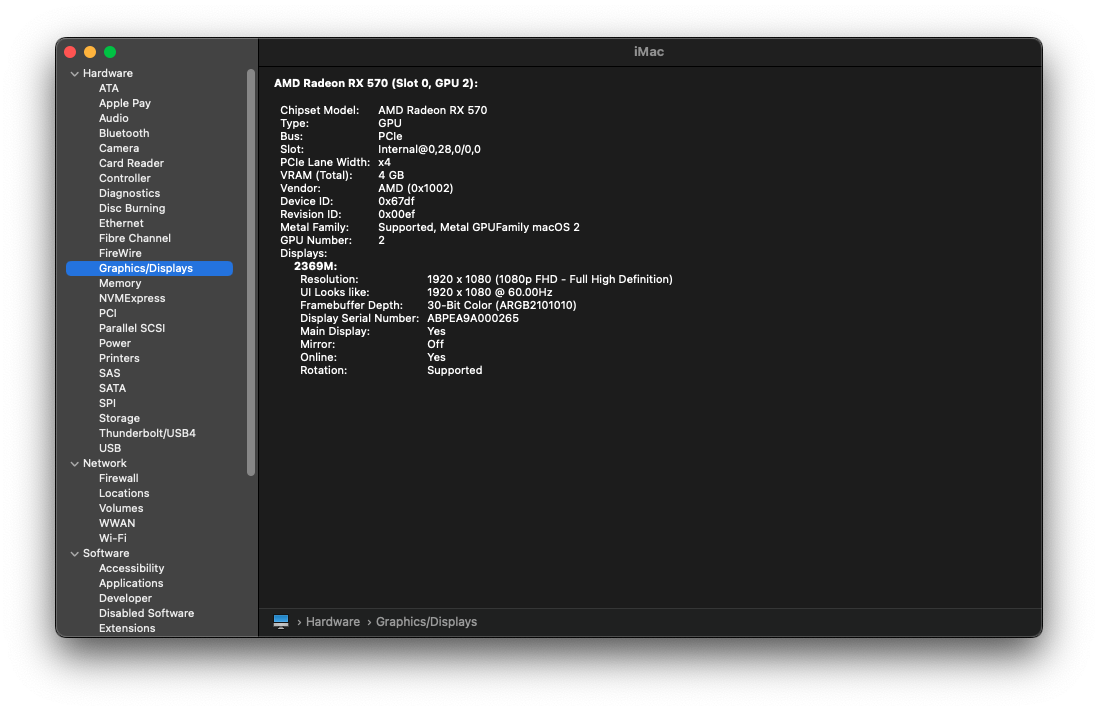 iMac
Hardware
ATA
Apple Pay
Audio
Bluetooth
Camera
Card Reader
Controller
Diagnostics
Disc Burning
Ethernet
Fibre Channel
FireWire
Graphics/Displays
Memory
NVMExpress
PCI
Parallel SCSI
Power
Printers
SAS
SATA
SPI
Storage
Thunderbolt/USB4
USB
Network
Firewall
Locations
Volumes
WWAN
Wi-Fi
Software
Accessibility
Applications
Developer
Disabled Software
Extensions
AMD Radeon RX 570 (Slot 0, GPU 2):
Chipset Model: AMD Radeon RX 570
Type: GPU
Bus: PCIe
Slot: Internal@0,28,0/0,0
PCIe Lane Width: x4
VRAM (Total): 4 GB
Vendor: AMD (0x1002)
Device ID: 0x67df
Revision ID: 0x00ef
Metal Family: Supported, Metal GPUFamily macOS 2
GPU Number: 2
Displays:
2369M:
Resolution: 1920 x 1080 (1080p FHD - Full High Definition)
UI Looks like: 1920 x 1080 @ 60.00Hz
Framebuffer Depth: 30-Bit Color (ARGB2101010)
Display Serial Number: ABPEA9A000265
Main Display: Yes
Mirror: Off
Online: Yes
Rotation: Supported
› Hardware › Graphics/Displays